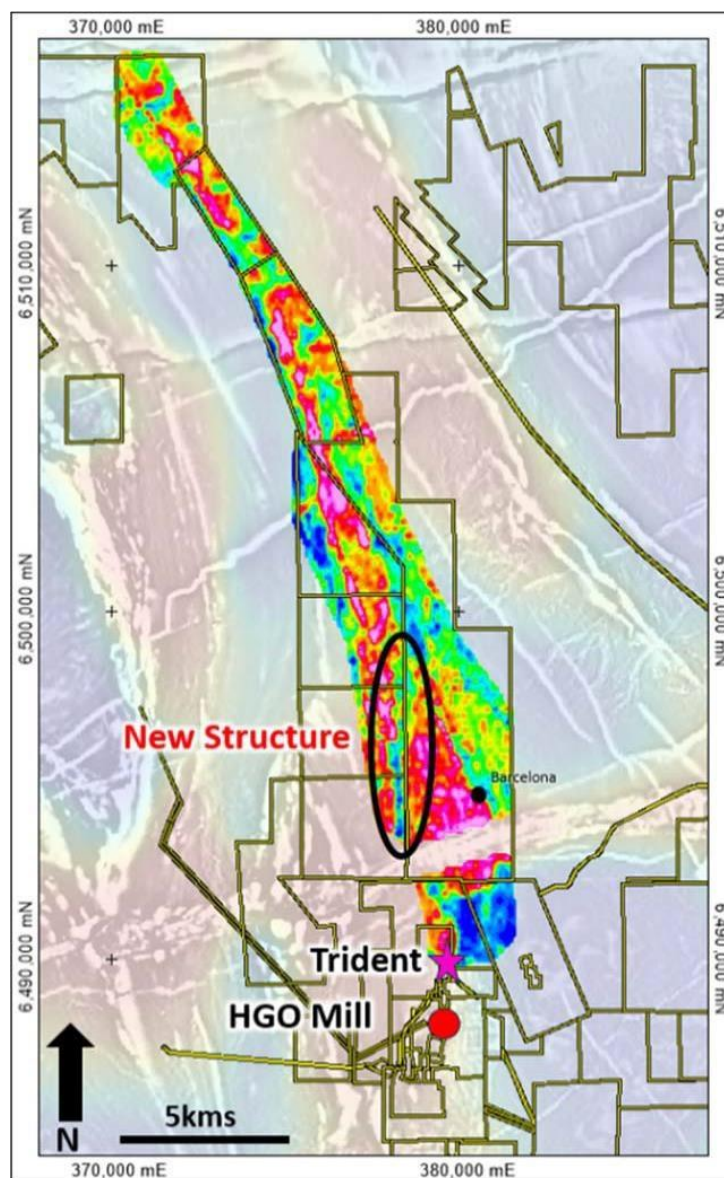 370,000 mE 380,000 mE
6,510,000 mN 6,510,000 mN
6,500,000 mN 6,500,000 mN
New Structure
Barcelona
6,490,000 mN 6,490,000 mN
Trident
HGO Mill
5kms
N
370,000 mE 380,000 mE